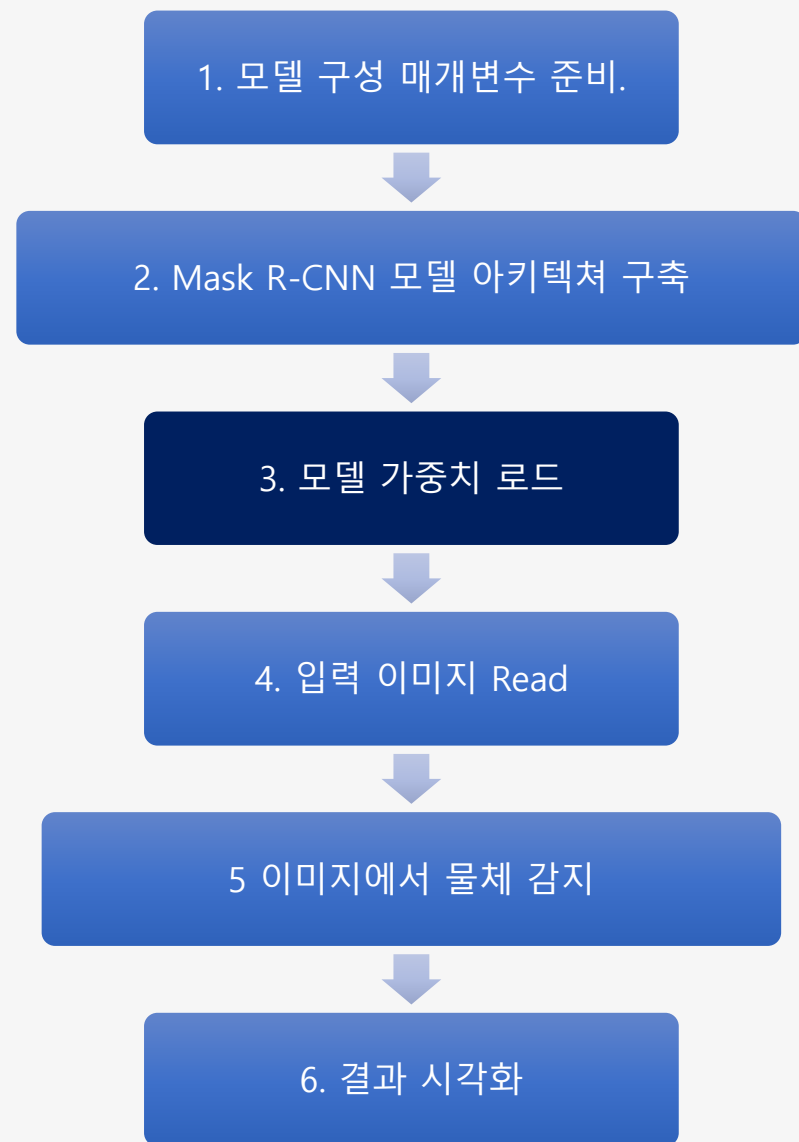 1. 모델 구성 매개변수 준비.
2. Mask R-CNN 모델 아키텍쳐 구축
3. 모델 가중치 로드
4. 입력 이미지 Read
5 이미지에서 물체 감지
6. 결과 시각화